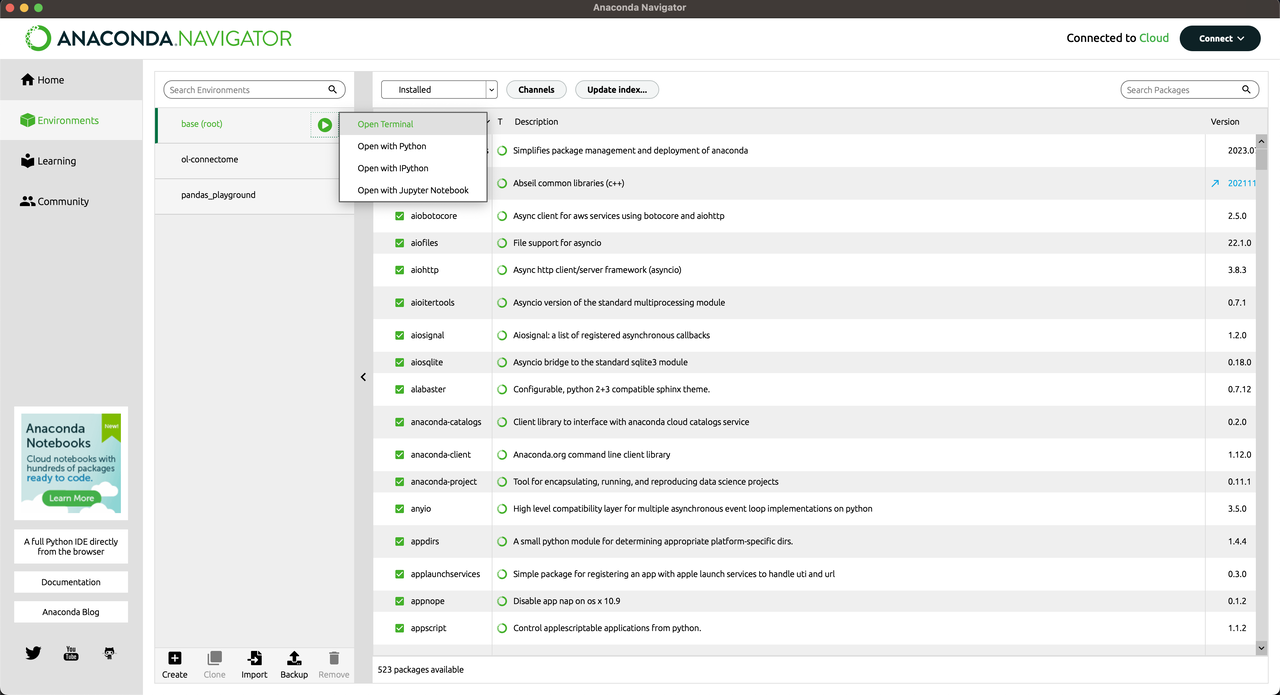 Anaconda Navigator
ANACONDA.NAVIGATOR
Connected to Cloud
Connect
Home
Environments
Learning
Community
Anaconda
Notebooks
New!
Cloud notebooks with
hundreds of packages
ready to code.
Learn More
A full Python IDE directly
from the browser
Documentation
Anaconda Blog
You
Tube
Search Environments
base (root)
ol-connectome
pandas_playground
Open Terminal
Open with Python
Open with IPython
Open with Jupyter Notebook
Create
Clone
Import
Backup
Remove
Installed
Channels
Update index...
Search Packages
T Description Version
Simplifies package management and deployment of anaconda 2023.07
Abseil common libraries (c++) 202111
aiobotocore Async client for aws services using botocore and aiohttp 2.5.0
aiofiles File support for asyncio 22.1.0
aiohttp Async http client/server framework (asyncio) 3.8.3
aioitertools Asyncio version of the standard multiprocessing module 0.7.1
aiosignal Aiosignal: a list of registered asynchronous callbacks 1.2.0
aiosqlite Asyncio bridge to the standard sqlite3 module 0.18.0
alabaster Configurable, python 2+3 compatible sphinx theme. 0.7.12
anaconda-catalogs Client library to interface with anaconda cloud catalogs service 0.2.0
anaconda-client Anaconda.org command line client library 1.12.0
anaconda-project Tool for encapsulating, running, and reproducing data science projects 0.11.1
anyio High level compatibility layer for multiple asynchronous event loop implementations on python 3.5.0
appdirs A small python module for determining appropriate platform-specific dirs. 1.4.4
applaunchservices Simple package for registering an app with apple launch services to handle uti and url 0.3.0
appnope Disable app nap on os x 10.9 0.1.2
appscript Control applescriptable applications from python. 1.1.2
523 packages available